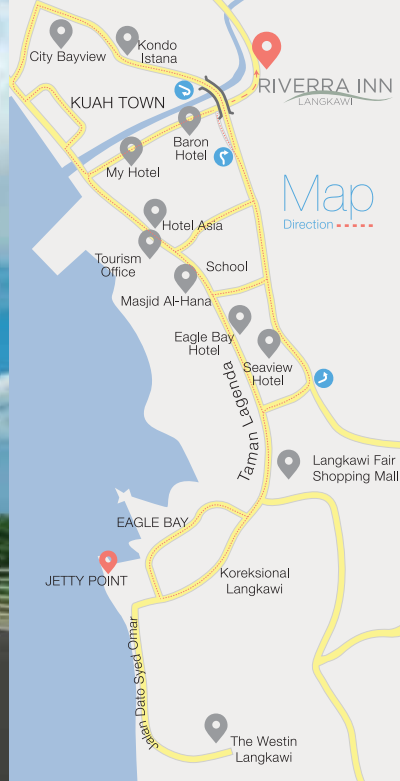 City Bayview
Kondo
Istana
RIVERRA INN
LANGKAWI
KUAH TOWN
Baron
Hotel
My Hotel
Map
Direction
Hotel Asia
Tourism
Office
School
Masjid Al-Hana
Eagle Bay
Hotel
Seaview
Hotel
Taman Lagenda
Langkawi Fair
Shopping Mall
EAGLE BAY
JETTY POINT
Koreksional
Langkawi
Jalan Dato Syed Omar
The Westin
Langkawi